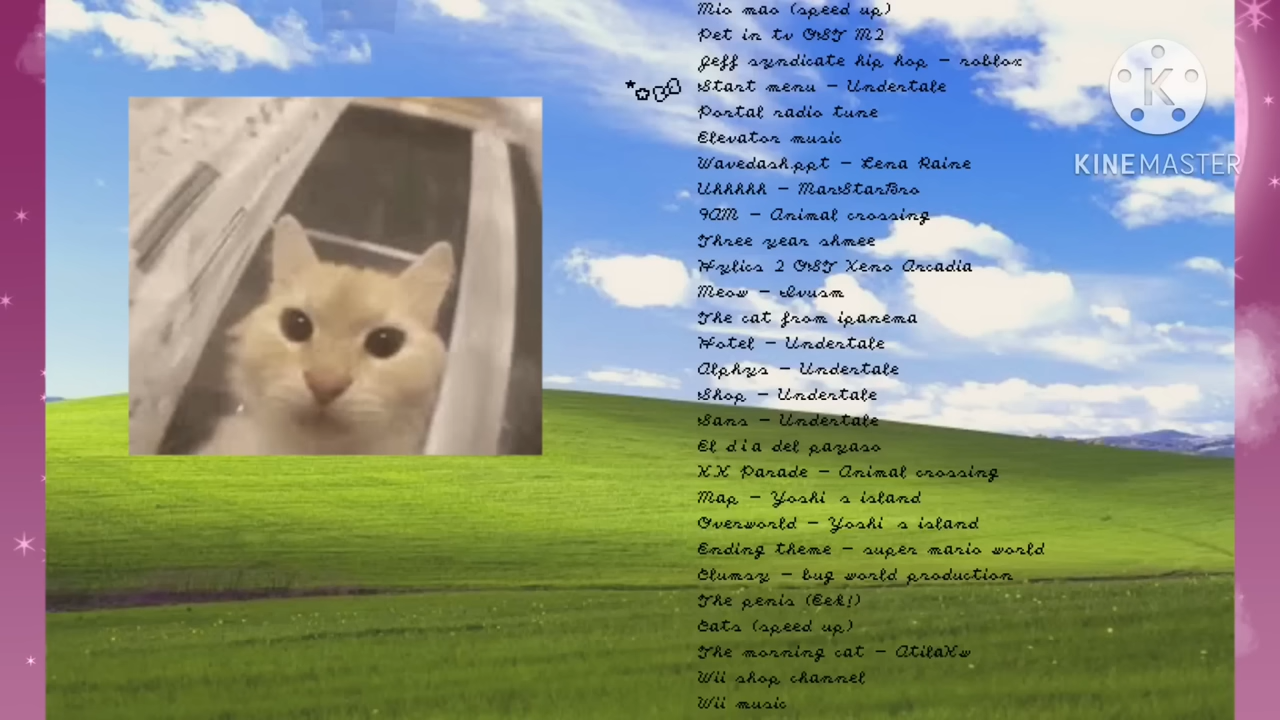 Mio mao (speed up)
Pet in tv OST M2
Jeff syndicate hip hop - roblox
Start menu - Undertale
Portal radio tune
Elevator music
Wavedash.ppt - Lena Raine
Uhhhhh - MarStarBro
9AM - Animal crossing
Three year shmee
Hylics 2 OST Xeno Arcadia
Meow - Ivusm
The cat from ipanema
Hotel - Undertale
Alphys - Undertale
Shop - Undertale
Sans - Undertale
El día del payaso
KK Parade - Animal crossing
Map - Yoshi s island
Overworld - Yoshi s island
Ending theme - super mario world
Clumsy - bug world production
The penis (Eek!)
Cats (speed up)
The morning cat - AtilaKw
Wii shop channel
Wii music
K
KINEMASTER